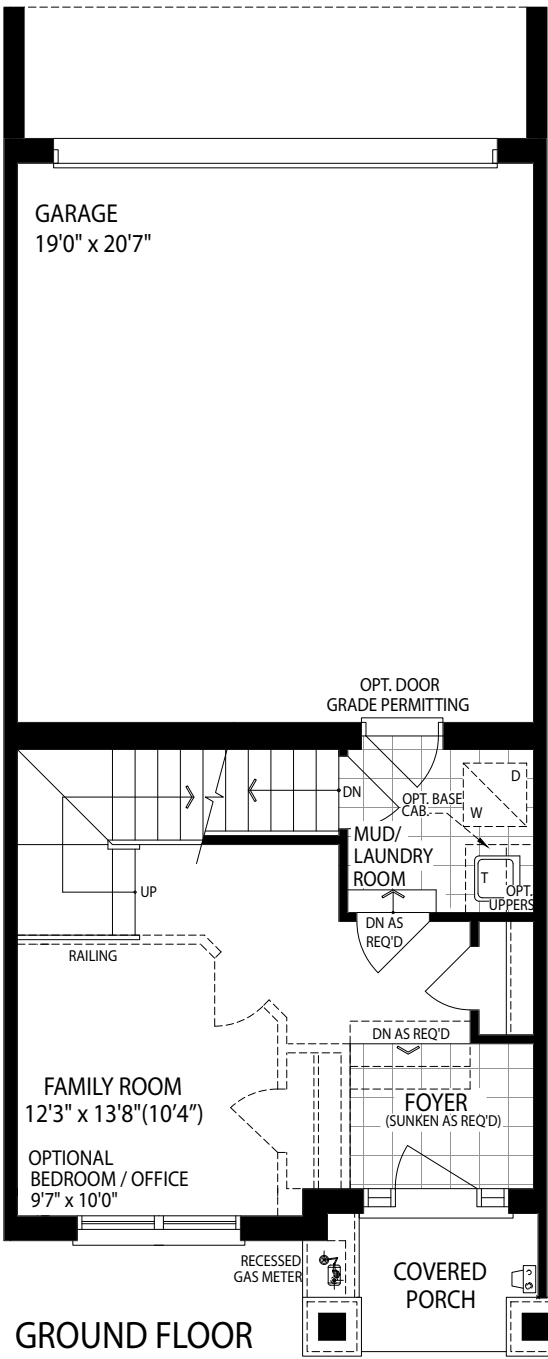 GARAGE
19'0" x 20'7"
OPT. DOOR
GRADE PERMITTING
DN
D
OPT. BASE
CAB.
W
MUD/
LAUNDRY
ROOM
T
OPT.
UPPERS
UP
DN AS
REQ'D
RAILING
DN AS REQ'D
FAMILY ROOM
12'3" x 13'8"(10'4")
FOYER
(SUNKEN AS REQ'D)
OPTIONAL
BEDROOM / OFFICE
9'7" x 10'0"
RECESSED
GAS METER
COVERED
PORCH
GROUND FLOOR